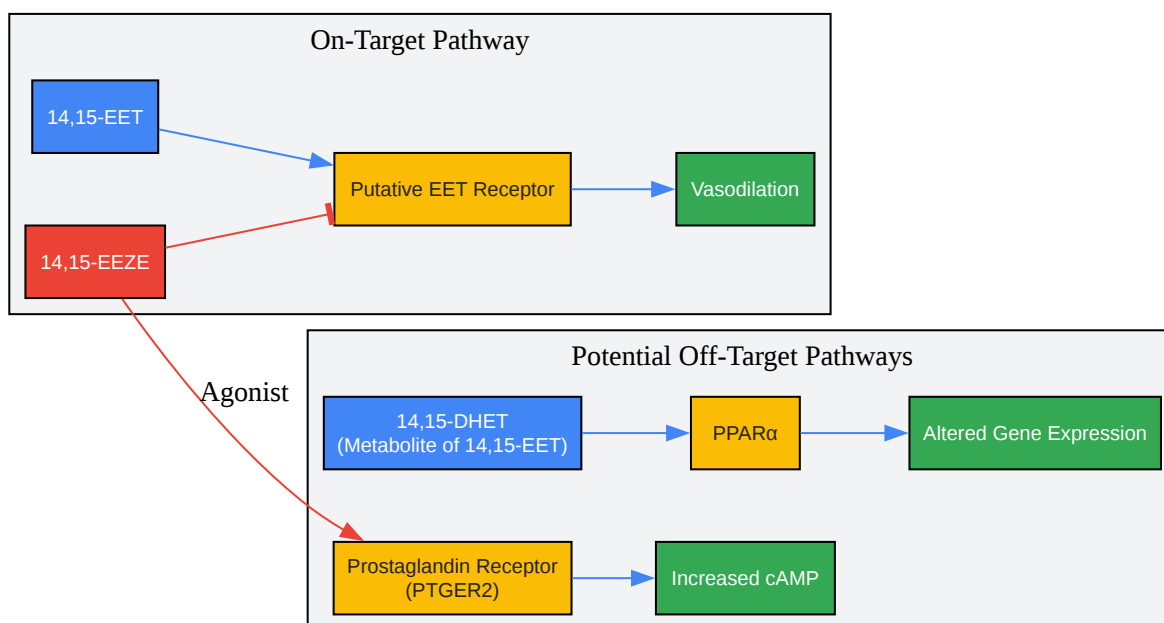 On-Target Pathway
14,15-EET
Putative EET Receptor
Vasodilation
14,15-EEZE
Agonist
Potential Off-Target Pathways
14,15-DHET
(Metabolite of 14,15-EET)
PPARα
Altered Gene Expression
Prostaglandin Receptor
(PTGER2)
Increased cAMP